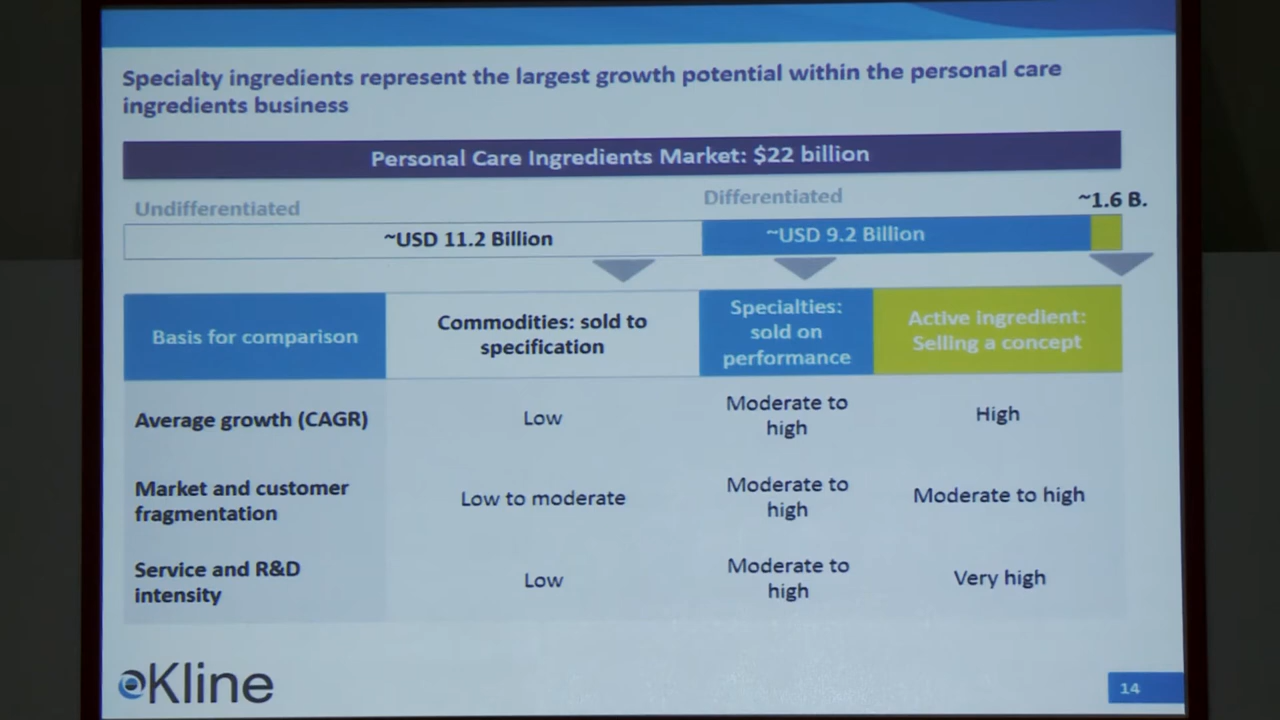 Specialty ingredients represent the largest growth potential within the personal care
ingredients business
Personal Care Ingredients Market: $22 billion
Undifferentiated
Differentiated
~1.6 B.
~USD 11.2 Billion
~USD 9.2 Billion
Basis for comparison
Commodities: sold to
specification
Specialties:
sold on
performance
Active ingredient:
Selling a concept
Average growth (CAGR)
Low
Moderate to
high
High
Market and customer
fragmentation
Low to moderate
Moderate to
high
Moderate to high
Service and R&D
intensity
Low
Moderate to
high
Very high
Kline
14